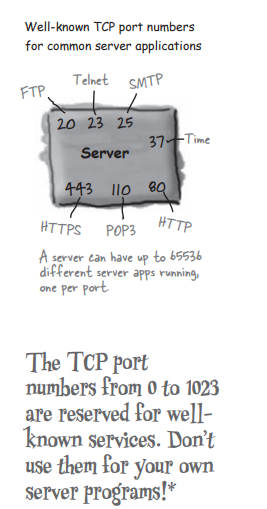 Well-known TCP port numbers
for common server applications
FTP
Telnet
SMTP
20 23 25
37
Time
Server
443 110 80
HTTPS
POP3
HTTP
A server can have up to 65536
different server apps running,
one per port.
The TCP port
numbers from 0 to 1023
are reserved for well-
known services. Don't
use them for your own
server programs!*